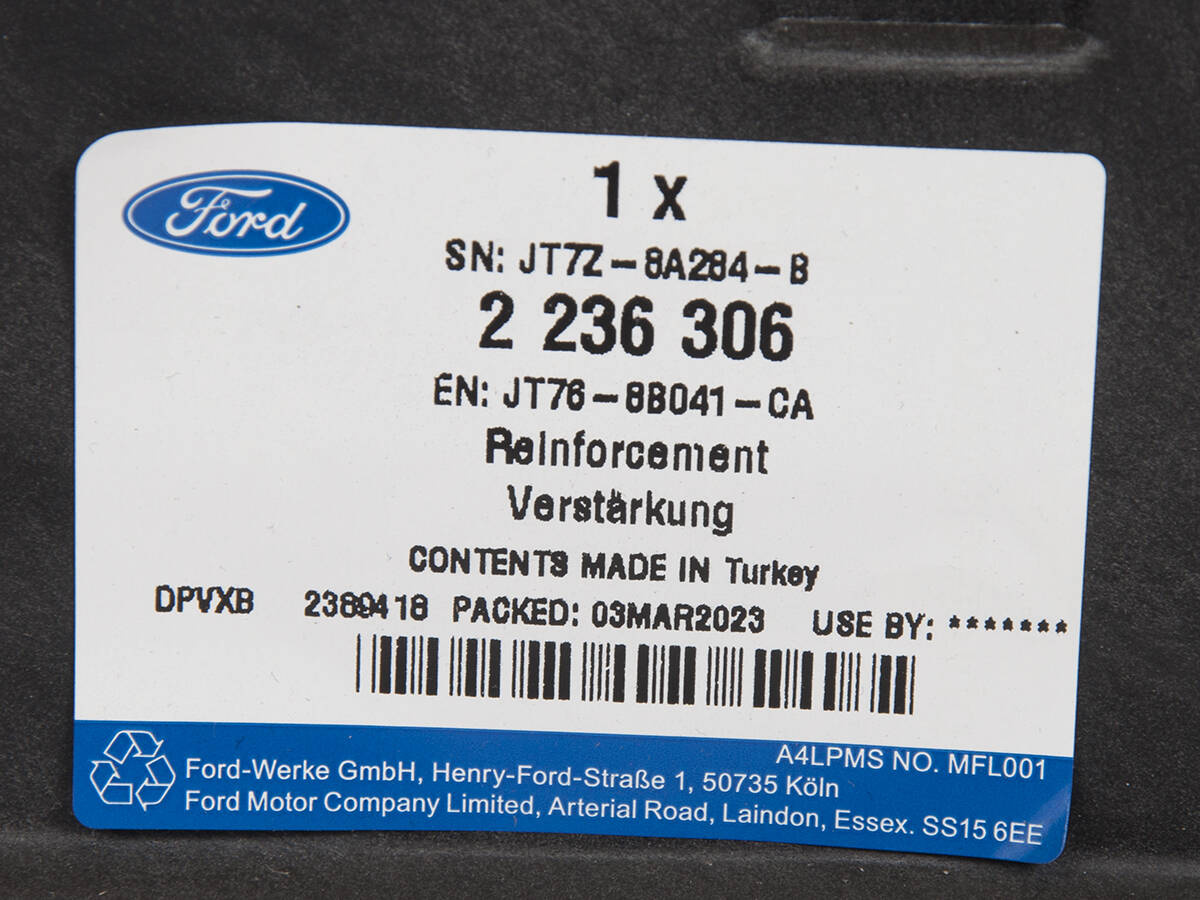 Ford
1 x
SN: JT7Z-8A284-B
2 236 306
EN: JT76-8B041-CA
Reinforcement
Verstärkung
CONTENTS MADE IN Turkey
DPVXB 2380418 PACKED: 03MAR2023 USE BY: *******
A4LPMS NO. MFL001
Ford-Werke GmbH, Henry-Ford-Straße 1, 50735 Köln
Ford Motor Company Limited, Arterial Road, Laindon, Essex. SS15 6EE